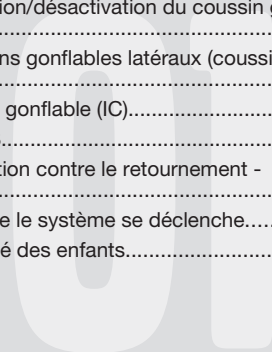 ion/désactivation du coussin
.......................................................
ns gonflables latéraux (coussi
.......................................................
gonflable (IC)............................
.......................................................
tion contre le retournement -
.......................................................
e le système se déclenche.....
é des enfants............................